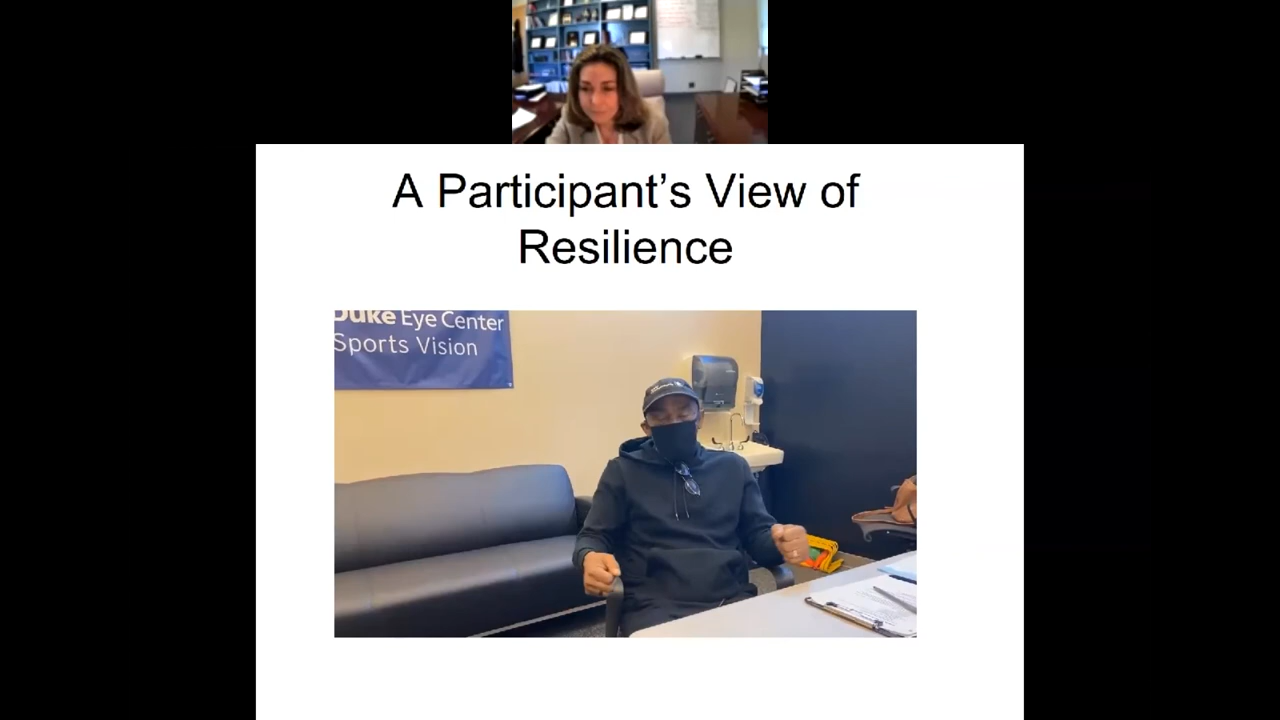 A Participant’s View of
Resilience
Duke Eye Center
Sports Vision